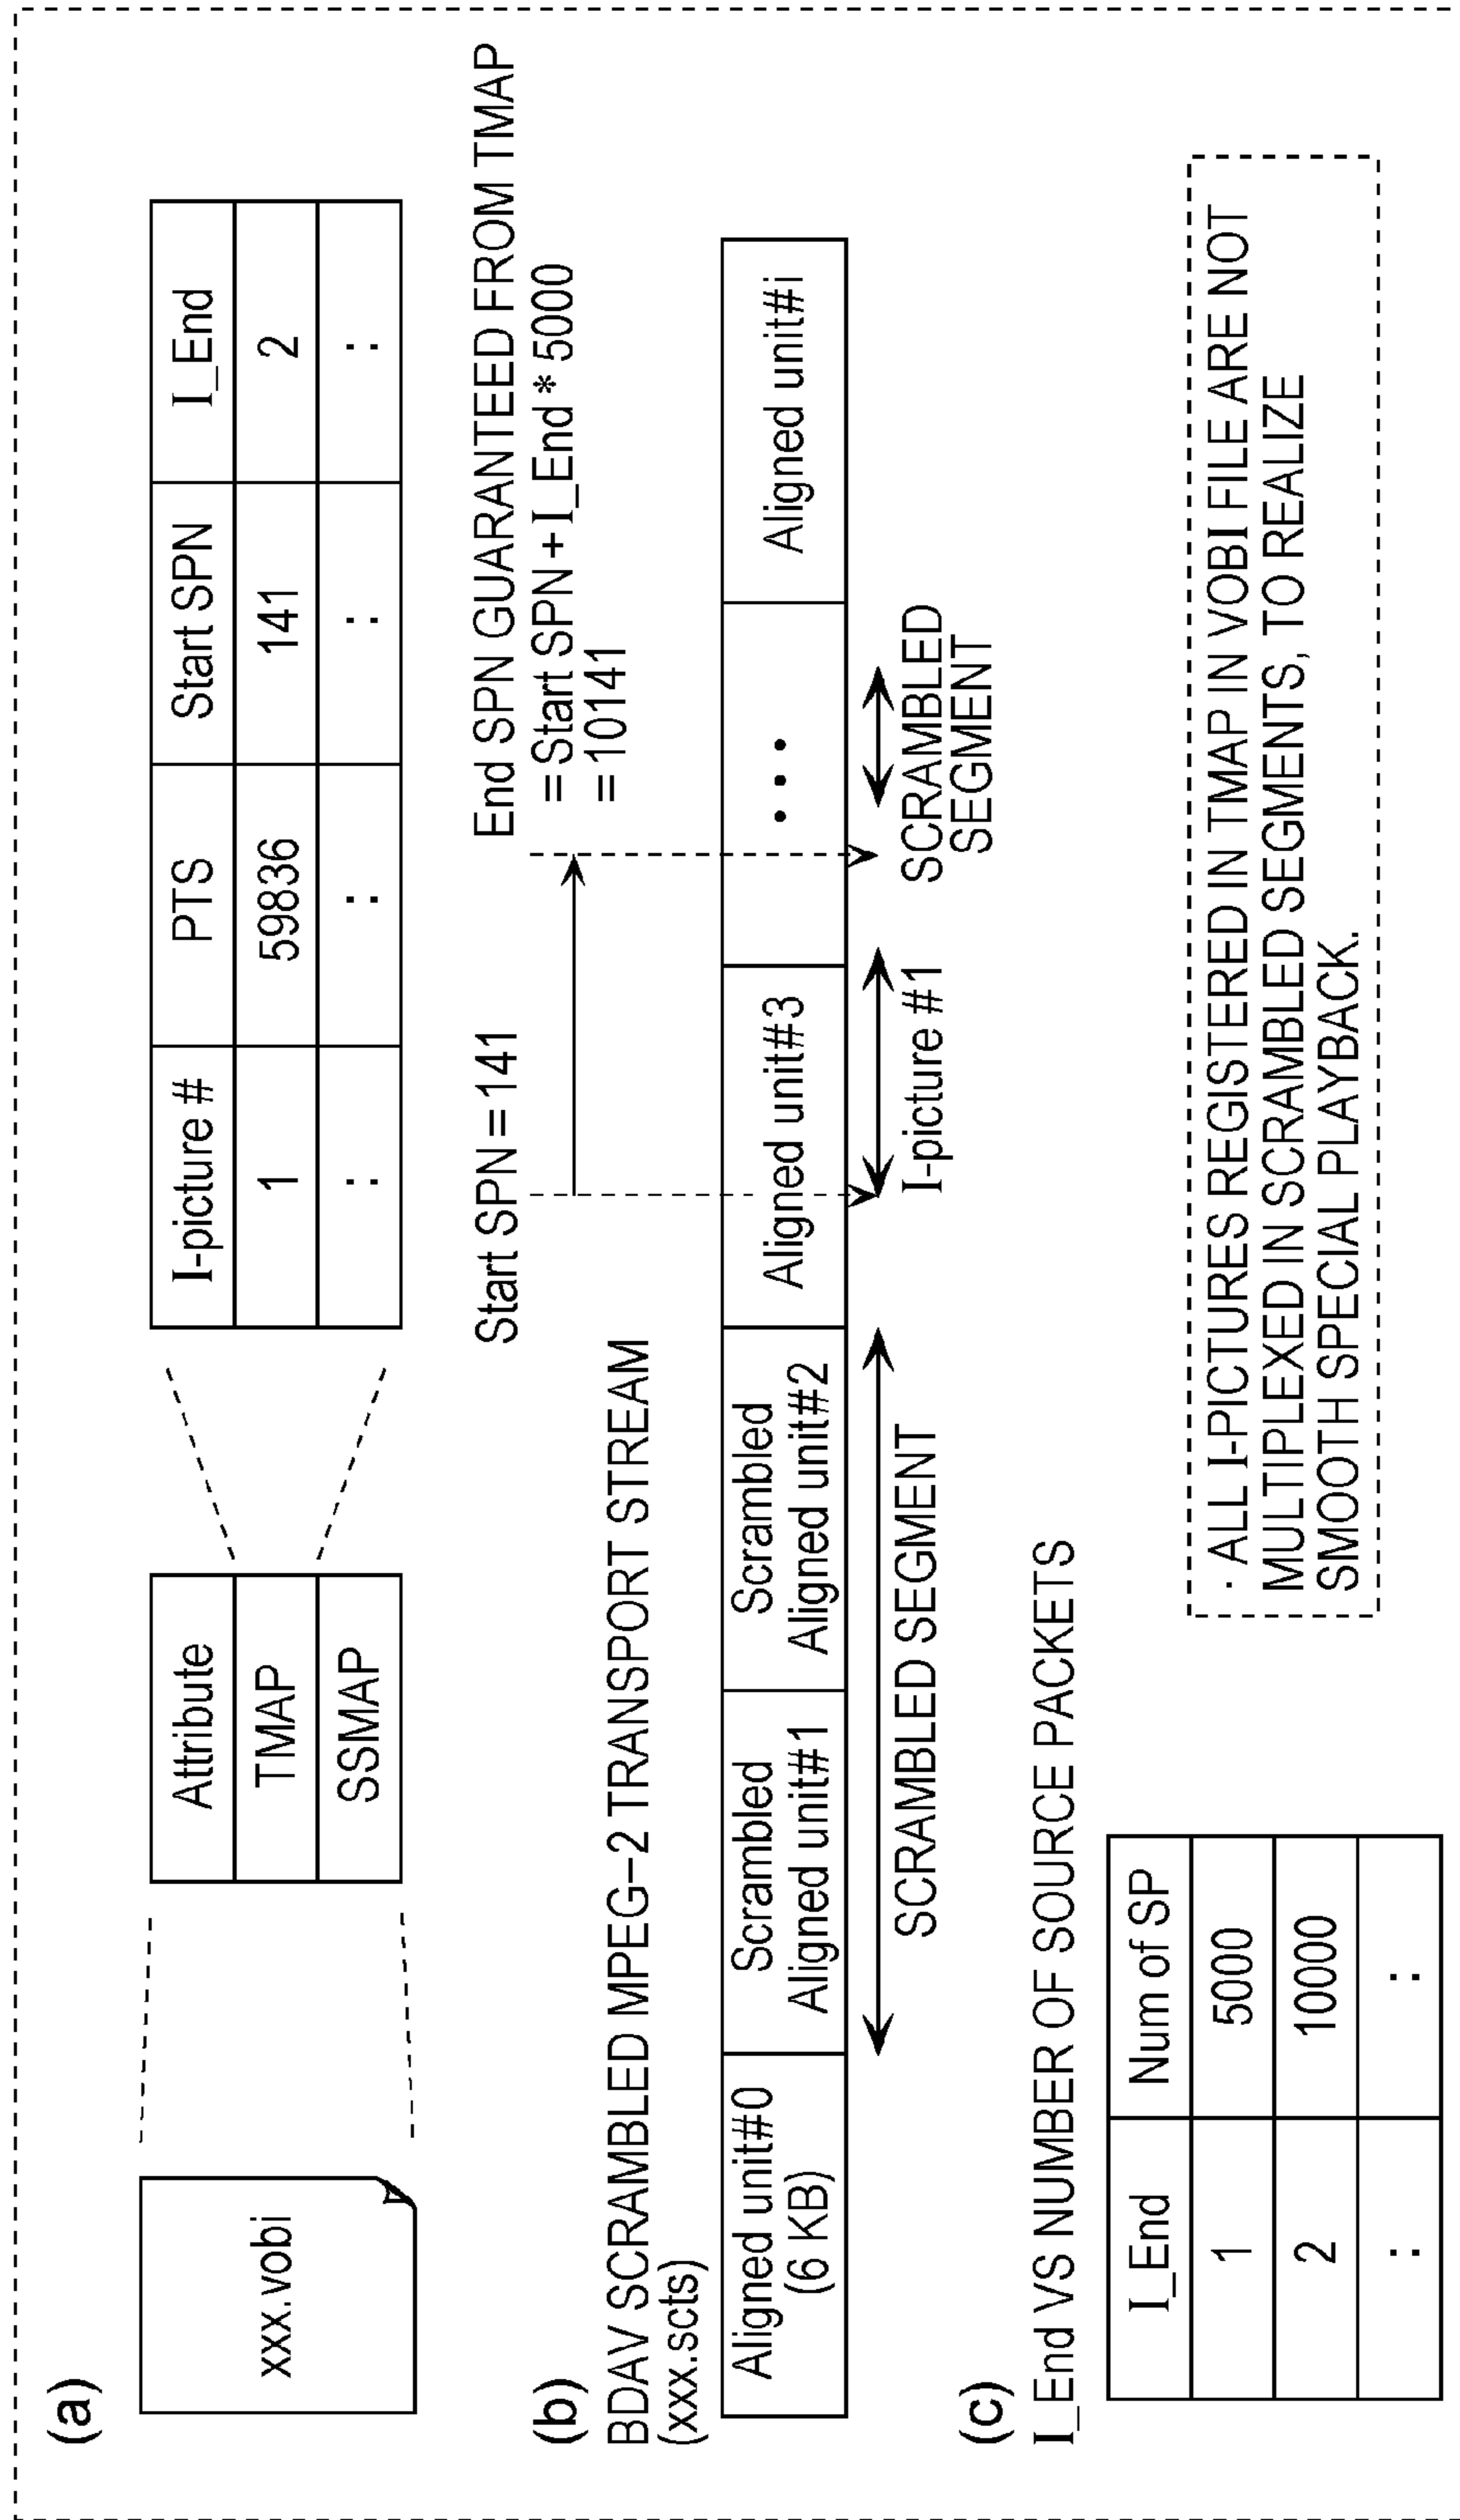 (a)
xxx.vobi
Attribute
TMAP
SSMAP
I-picture # PTS Start SPN I_End
1 59836 141 2
: : : :
(b)
BDAV SCRAMBLED MPEG-2 TRANSPORT STREAM
(xxx.scts)
Start SPN = 141
End SPN GUARANTEED FROM TMAP
= Start SPN + I_End * 5000
= 10141
Aligned unit#0
(6 KB)
Scrambled
Aligned unit#1
Scrambled
Aligned unit#2
Aligned unit#3
• • •
Aligned unit#i
SCRAMBLED SEGMENT
I-picture #1
SCRAMBLED
SEGMENT
(c)
I_End VS NUMBER OF SOURCE PACKETS
I_End Num of SP
1 5000
2 10000
: :
· ALL I-PICTURES REGISTERED IN TMAP IN VOBI FILE ARE NOT
MULTIPLEXED IN SCRAMBLED SEGMENTS, TO REALIZE
SMOOTH SPECIAL PLAYBACK.